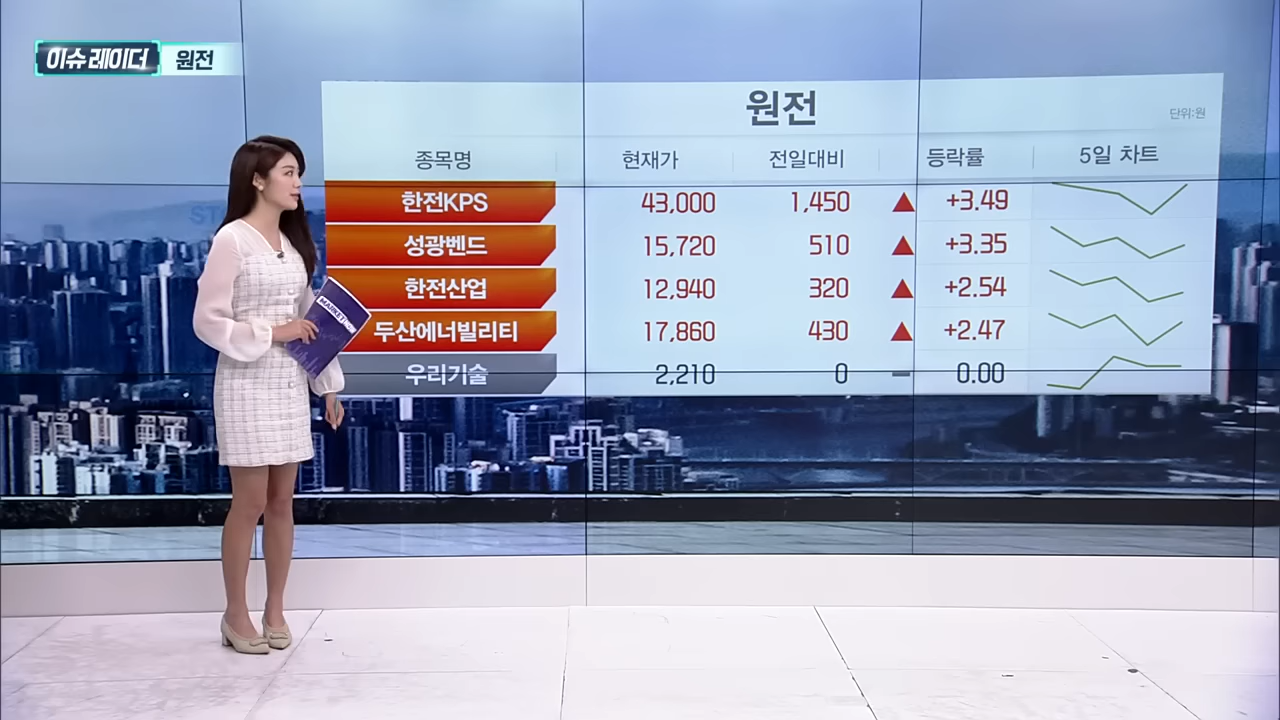 이슈 레이더 원전
원전
단위:원
종목명 현재가 전일대비 등락률 5일 차트
한전KPS 43,000 1,450 ▲ +3.49
성광벤드 15,720 510 ▲ +3.35
한전산업 12,940 320 ▲ +2.54
두산에너빌리티 17,860 430 ▲ +2.47
우리기술 2,210 0 - 0.00
MARKET